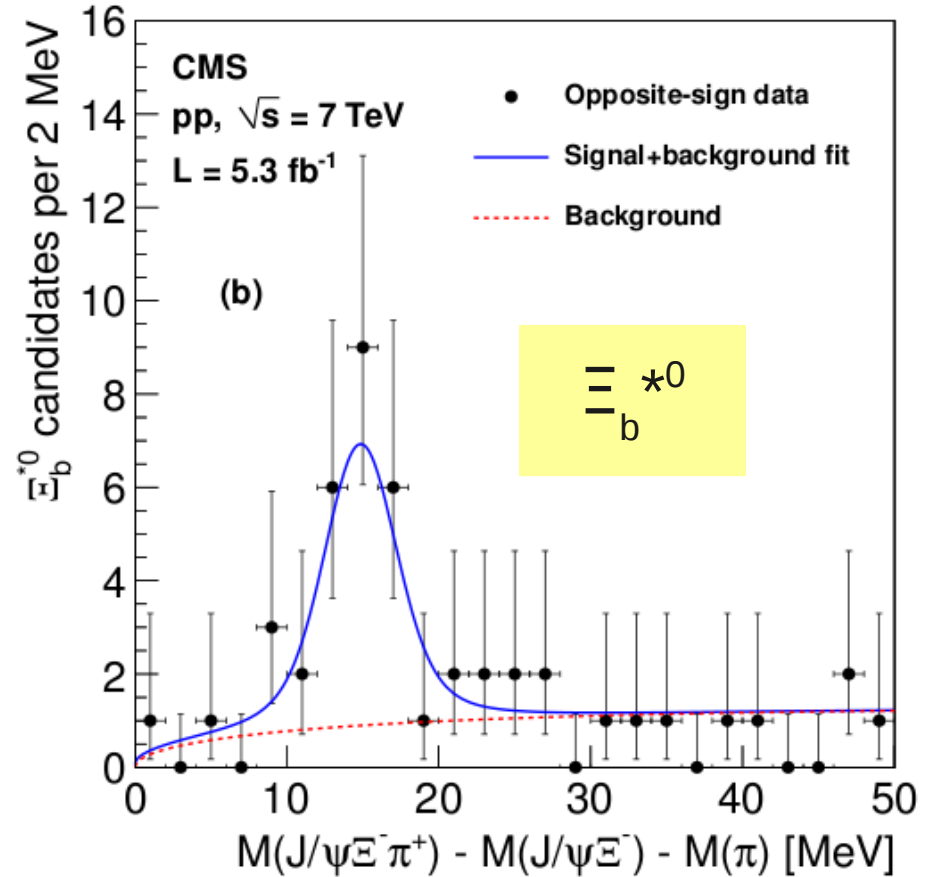 Ξb*0 candidates per 2 MeV
16
14
12
10
8
6
4
2
0
CMS
pp, √s = 7 TeV
L = 5.3 fb-1
(b)
Opposite-sign data
Signal+background fit
Background
Ξb*0
0 10 20 30 40 50
M(J/ψΞ-π+) - M(J/ψΞ-) - M(π) [MeV]